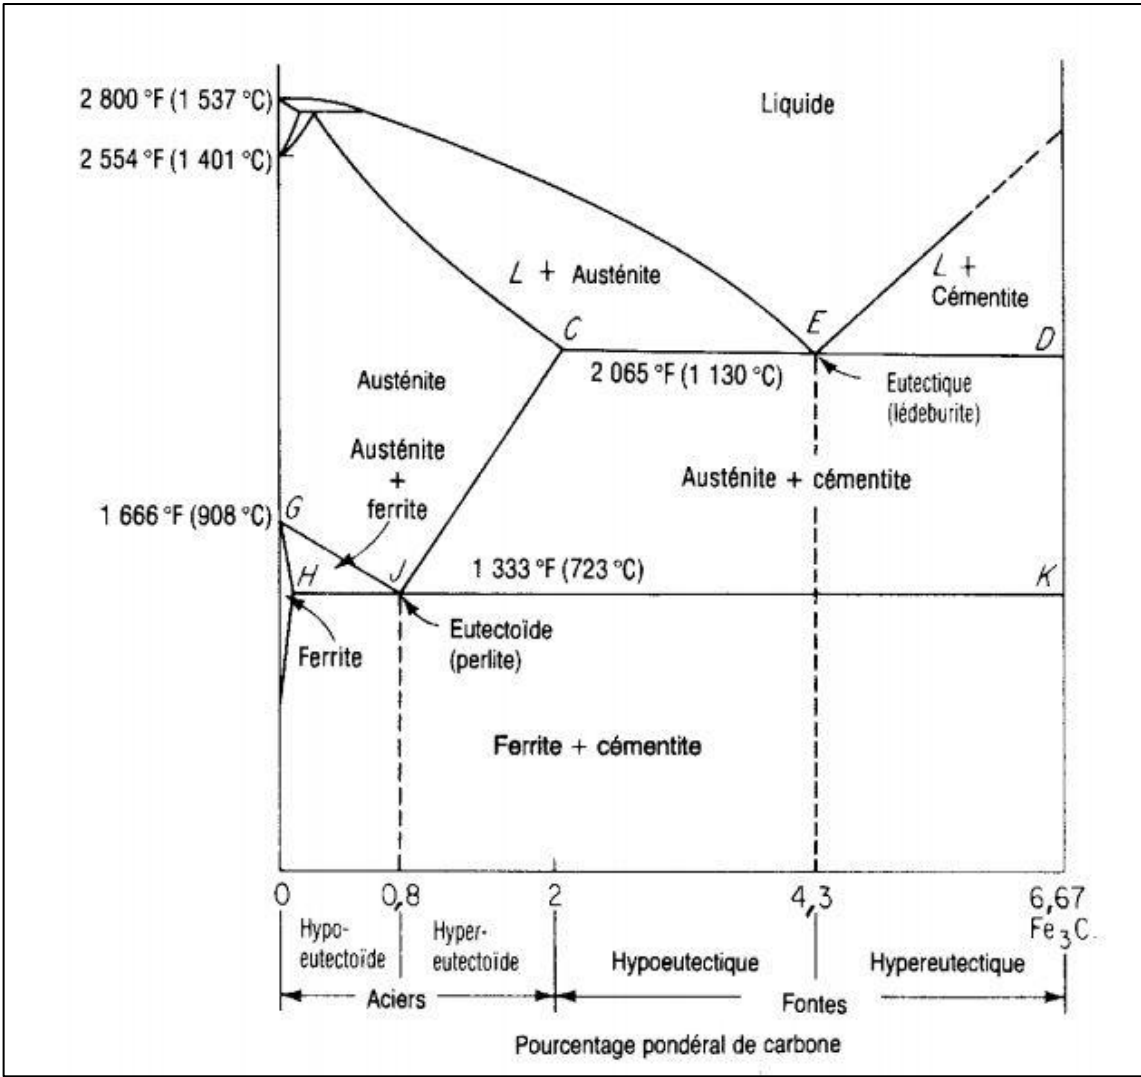 2 800 °F (1 537 °C)
Liquide
2 554 °F (1 401 °C)
L + Austénite
L +
Cémentite
C
E
D
2 065 °F (1 130 °C)
Eutectique
(lédeburite)
Austénite
Austénite
+
ferrite
Austénite + cémentite
1 666 °F (908 °C)
G
H
J
1 333 °F (723 °C)
K
Ferrite
Eutectoïde
(perlite)
Ferrite + cémentite
0
0,8
2
4,3
6,67
Fe3C.
Hypo-
eutectoïde
Hyper-
eutectoïde
Hypoeutectique
Hypereutectique
Aciers
Fontes
Pourcentage pondéral de carbone